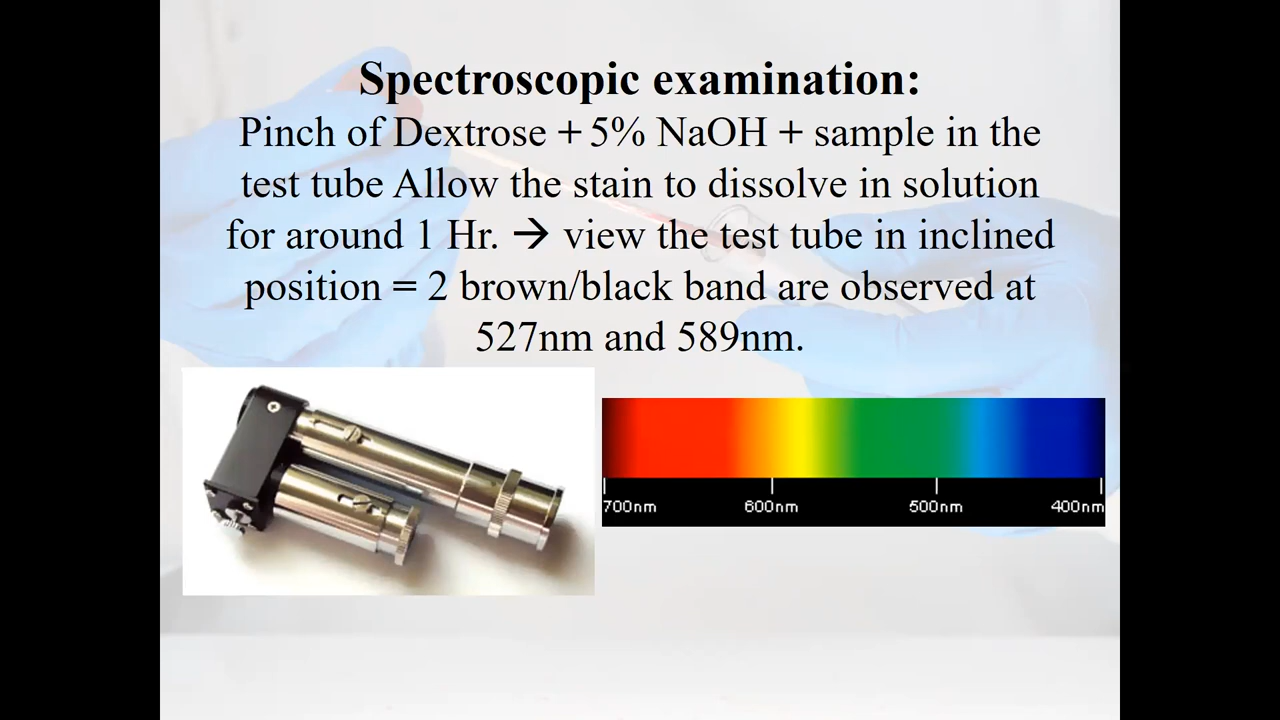 Spectroscopic examination:
Pinch of Dextrose + 5% NaOH + sample in the
test tube Allow the stain to dissolve in solution
for around 1 Hr. → view the test tube in inclined
position = 2 brown/black band are observed at
527nm and 589nm.
700nm 600nm 500nm 400nm